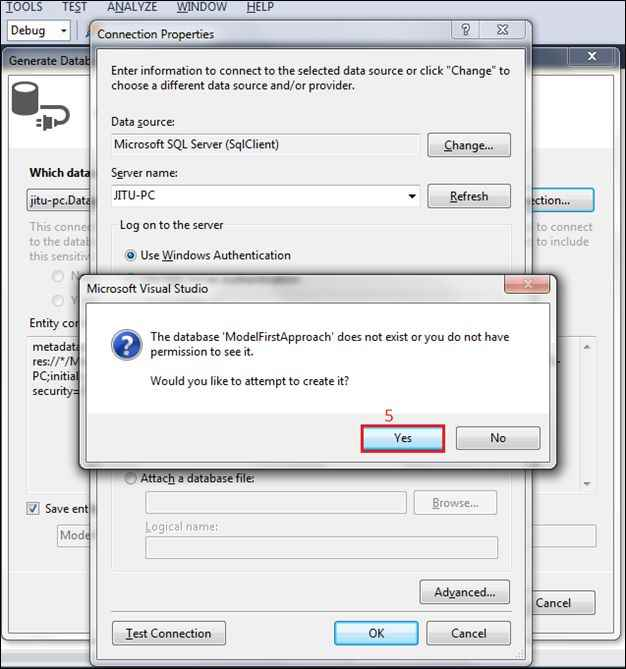 TOOLS TEST ANALYZE WINDOW HELP
Debug
Connection Properties
Generate Datab
Enter information to connect to the selected data source or click "Change" to
choose a different data source and/or provider.
Data source:
Microsoft SQL Server (SqlClient)
Change...
Which data
Server name:
jitu-pc.Data
JITU-PC
Refresh
ection...
This connec
Log on to the server
to connect
to the datab
to include
this sensitiv
Use Windows Authentication
N
Y
Microsoft Visual Studio
Entity con
metadata
res://*/M
PC;initial
security=
The database 'ModelFirstApproach' does not exist or you do not have
permission to see it.
Would you like to attempt to create it?
5
Yes No
Attach a database file:
Browse...
Save ent
Logical name:
Model
Advanced...
Cancel
Test Connection OK Cancel